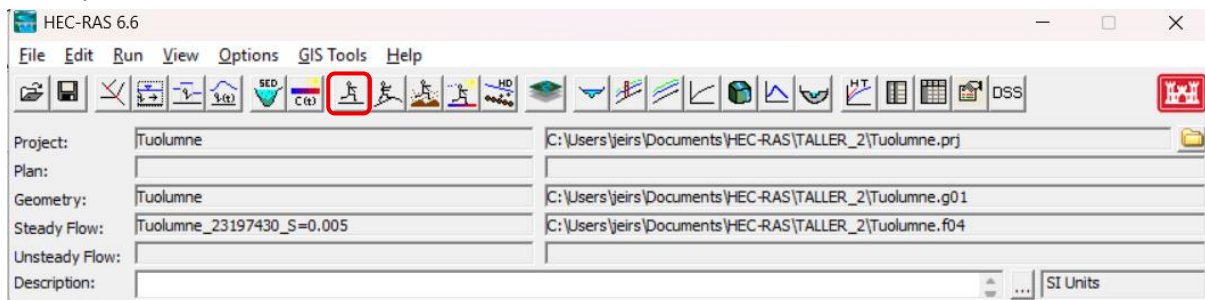 HEC-RAS 6.6
File Edit Run View Options GIS Tools Help
SED C(t) HD HT DSS
Project: Tuolumne C:\Users\jeirs\Documents\HEC-RAS\TALLER_2\Tuolumne.prj
Plan:
Geometry: Tuolumne C:\Users\jeirs\Documents\HEC-RAS\TALLER_2\Tuolumne.g01
Steady Flow: Tuolumne_23197430_S=0.005 C:\Users\jeirs\Documents\HEC-RAS\TALLER_2\Tuolumne.f04
Unsteady Flow:
Description: ... SI Units